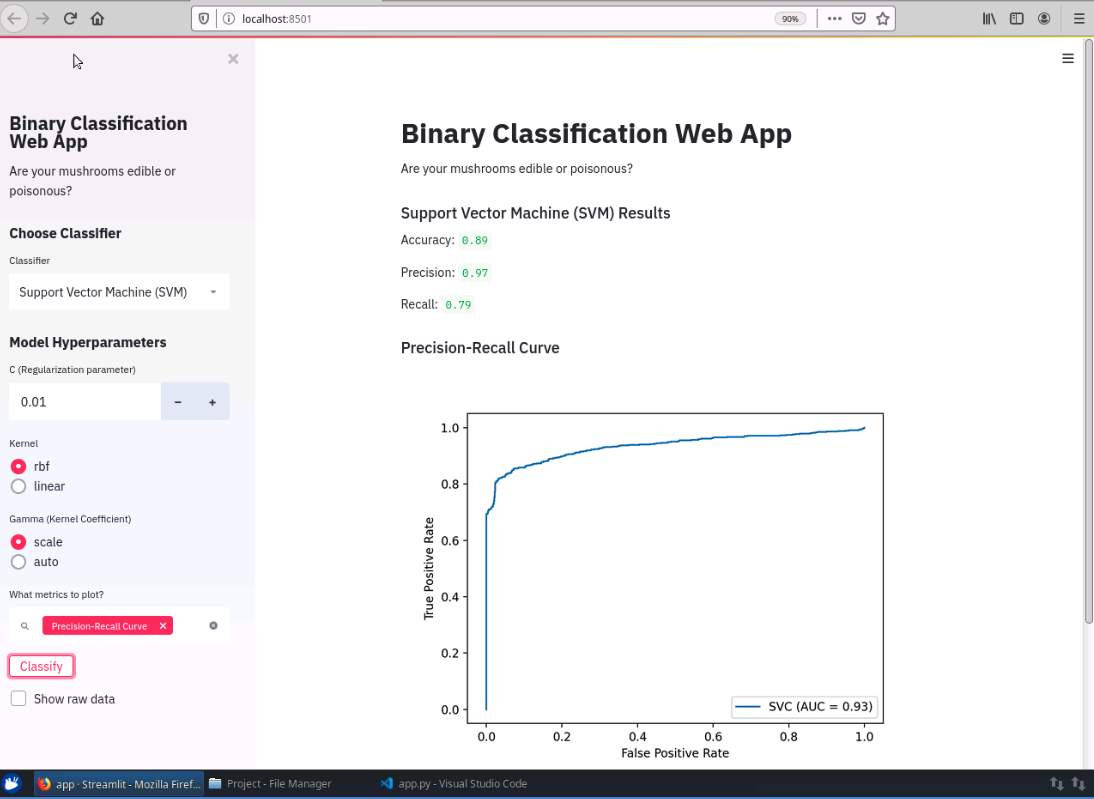 localhost:8501
90%
Binary Classification
Web App
Are your mushrooms edible or
poisonous?
Choose Classifier
Classifier
Support Vector Machine (SVM)
Model Hyperparameters
C (Regularization parameter)
0.01
Kernel
rbf
linear
Gamma (Kernel Coefficient)
scale
auto
What metrics to plot?
Precision-Recall Curve
Classify
Show raw data
Binary Classification Web App
Are your mushrooms edible or poisonous?
Support Vector Machine (SVM) Results
Accuracy: 0.89
Precision: 0.97
Recall: 0.79
Precision-Recall Curve
1.0
0.8
0.6
0.4
0.2
0.0
True Positive Rate
SVC (AUC = 0.93)
0.0 0.2 0.4 0.6 0.8 1.0
False Positive Rate
app · Streamlit - Mozilla Firef... Project - File Manager app.py - Visual Studio Code